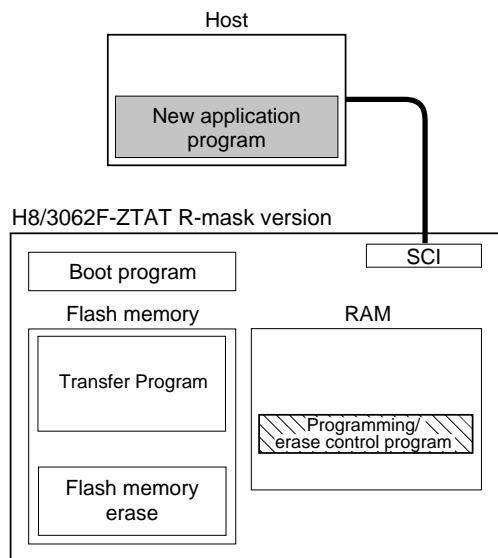 Host
New application
program
H8/3062F-ZTAT R-mask version
SCI
Boot program
Flash memory
RAM
Transfer Program
Programming/
erase control program
Flash memory
erase